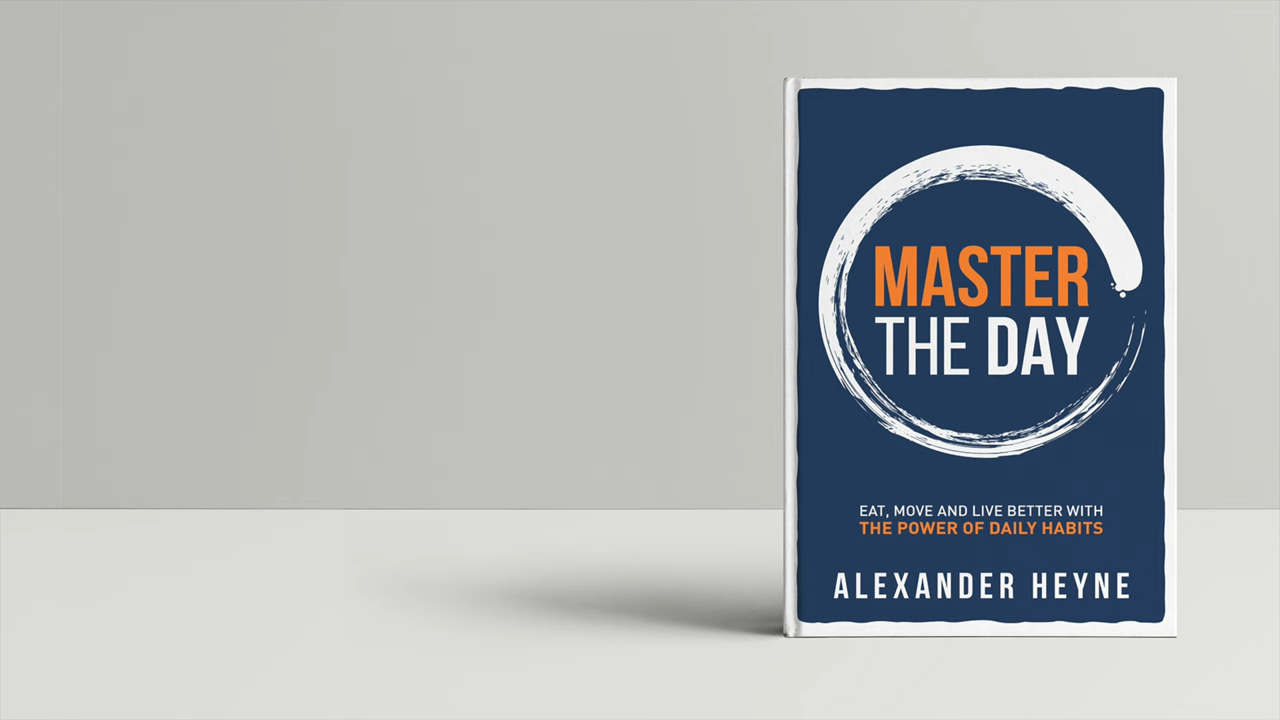 MASTER
THE DAY
EAT, MOVE AND LIVE BETTER WITH
THE POWER OF DAILY HABITS
ALEXANDER HEYNE